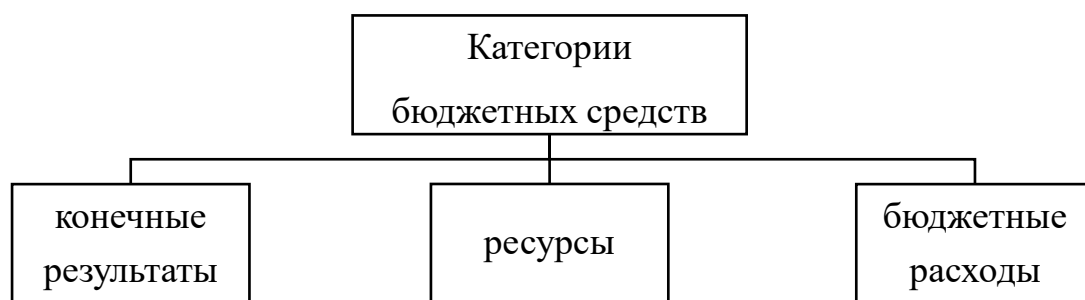 Категории
бюджетных средств
конечные
результаты
ресурсы
бюджетные
расходы